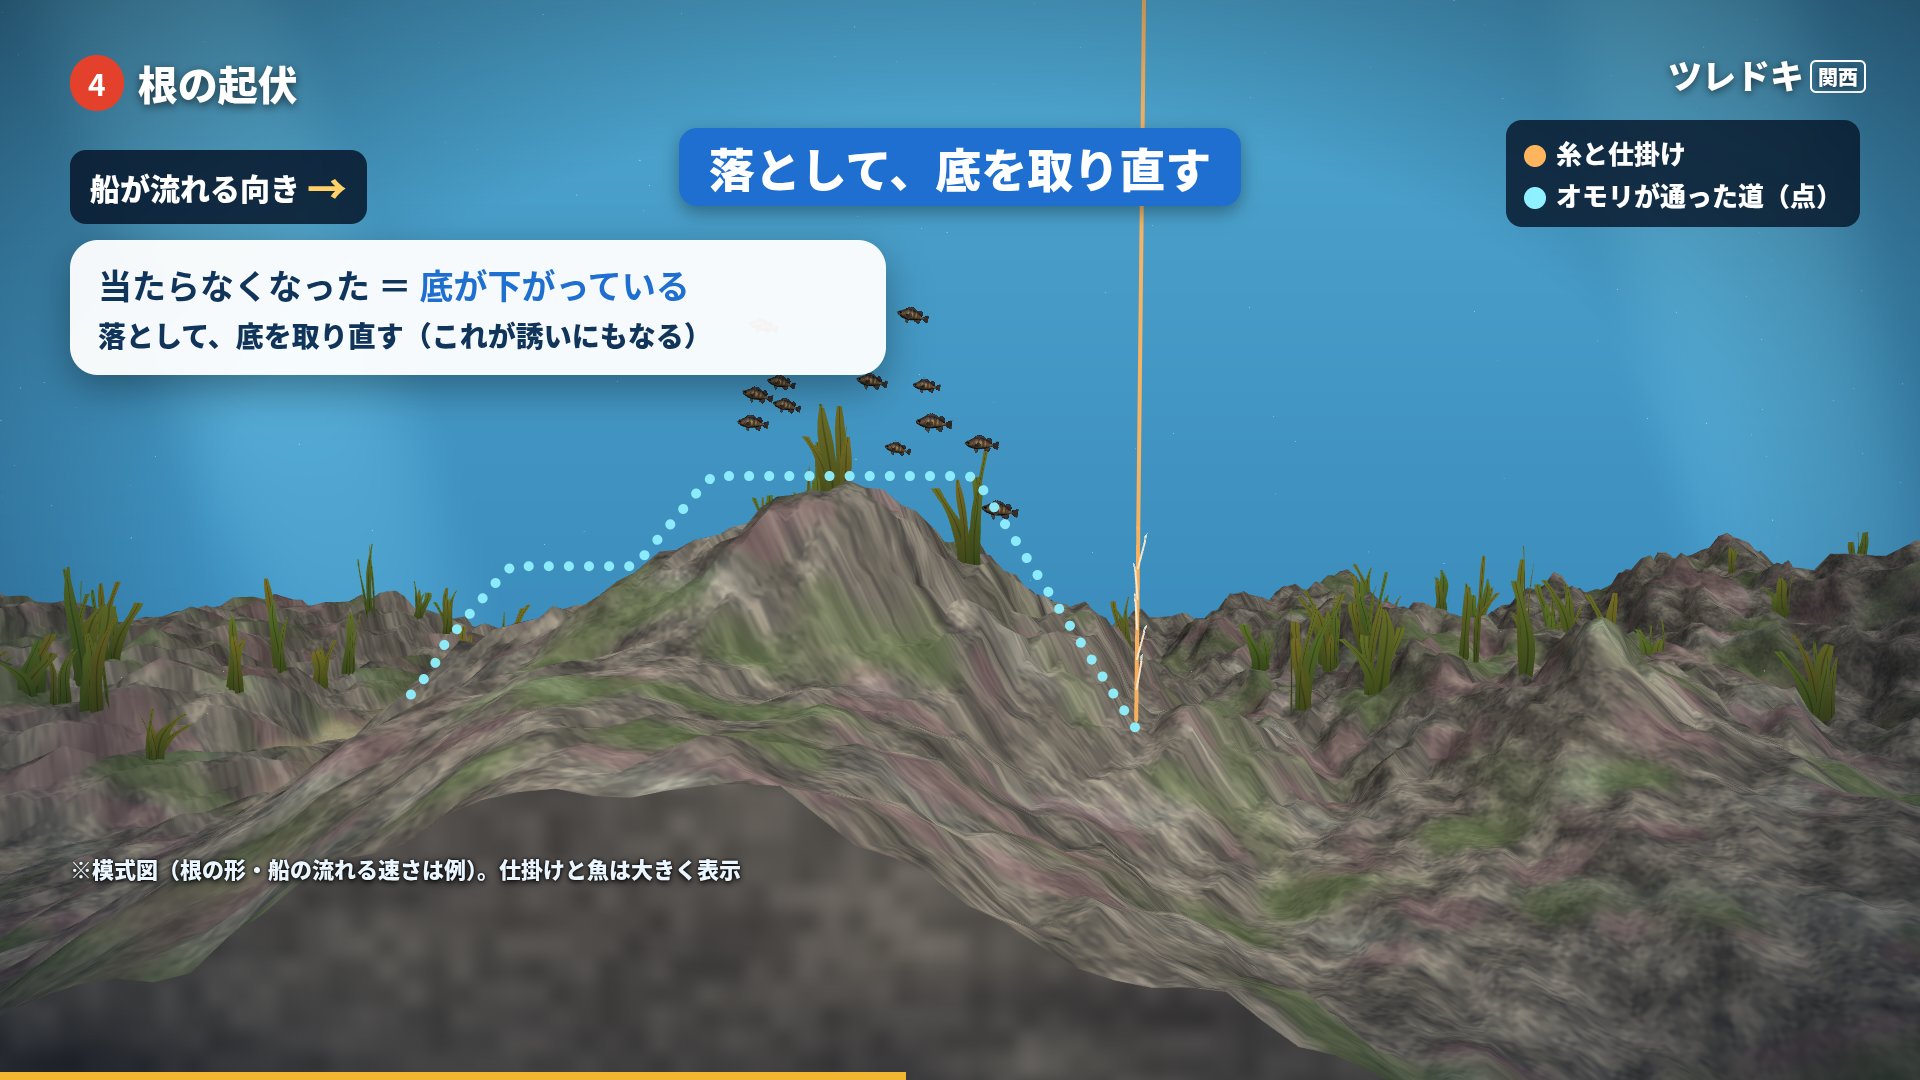 4 根の起伏
ツレドキ 関西
船が流れる向き →
落として、底を取り直す
糸と仕掛け
オモリが通った道（点）
当たらなくなった ＝ 底が下がっている
落として、底を取り直す（これが誘いにもなる）
※模式図（根の形・船の流れる速さは例）。仕掛けと魚は大きく表示